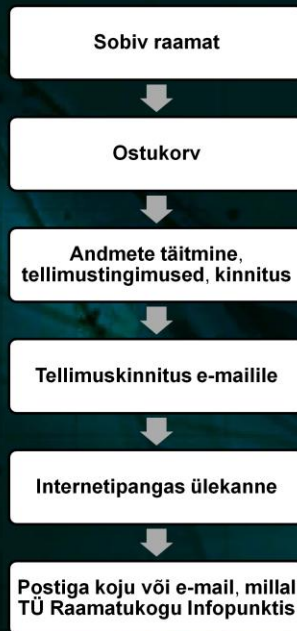 Sobiv raamat
Ostukorv
Andmete täitmine,
tellimustingimused, kinnitus
Tellimuskinnitus e-mailile
Internetipangas ülekanne
Postiga koju või e-mail, millal
TÜ Raamatukogu Infopunktis